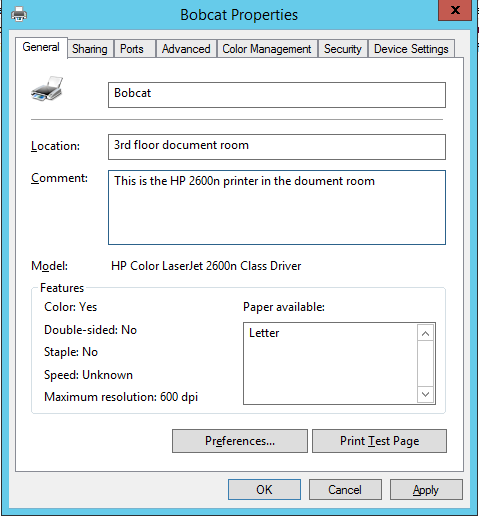 Bobcat Properties
x
General Sharing Ports Advanced Color Management Security Device Settings
Bobcat
Location: 3rd floor document room
Comment: This is the HP 2600n printer in the doument room
Model: HP Color LaserJet 2600n Class Driver
Features
Color: Yes Paper available:
Double-sided: No Letter
Staple: No
Speed: Unknown
Maximum resolution: 600 dpi
Preferences... Print Test Page
OK Cancel Apply